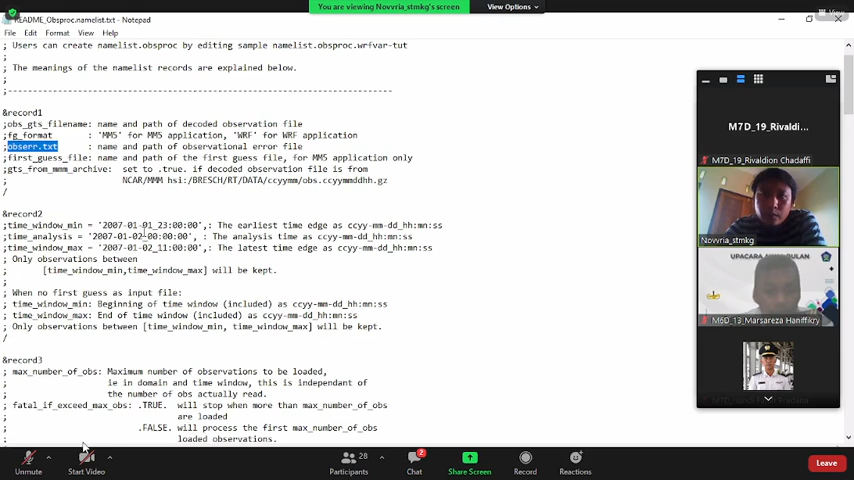 You are viewing Novvria_stmkg's screen
View Options
View
README_Obsproc.namelist.txt - Notepad
File Edit Format View Help
; Users can create namelist.obsproc by editing sample namelist.obsproc.wrfvar-tut
;
; The meanings of the namelist records are explained below.
;
;------------------------------------------------------------------------
&record1
;obs_gts_filename: name and path of decoded observation file
;fg_format : 'MM5' for MM5 application, 'WRF' for WRF application
;obserr.txt : name and path of observational error file
;first_guess_file: name and path of the first guess file, for MM5 application only
;gts_from_mmm_archive: set to .true. if decoded observation file is from
; NCAR/MMM hsi:/BRESCH/RT/DATA/ccyymm/obs.ccyymmddhh.gz
/
&record2
;time_window_min = '2007-01-01_23:00:00',: The earliest time edge as ccyy-mm-dd_hh:mn:ss
;time_analysis = '2007-01-02_00:00:00', : The analysis time as ccyy-mm-dd_hh:mn:ss
;time_window_max = '2007-01-02_11:00:00',: The latest time edge as ccyy-mm-dd_hh:mn:ss
; Only observations between
; [time_window_min,time_window_max] will be kept.
;
; When no first guess as input file:
; time_window_min: Beginning of time window (included) as ccyy-mm-dd_hh:mn:ss
; time_window_max: End of time window (included) as ccyy-mm-dd_hh:mn:ss
; Only observations between [time_window_min, time_window_max] will be kept.
/
&record3
; max_number_of_obs: Maximum number of observations to be loaded,
; ie in domain and time window, this is independant of
; the number of obs actually read.
; fatal_if_exceed_max_obs: .TRUE. will stop when more than max_number_of_obs
; are loaded
; .FALSE. will process the first max_number_of_obs
; loaded observations.
M7D_19_Rivaldi...
M7D_19_Rivaldion Chadaffi
Novvria_stmkg
UPACARA BULAN
M6D_13_Marsareza Haniffikry
Unmute
Start Video
28
Participants
2
Chat
Share Screen
Record
Reactions
Leave